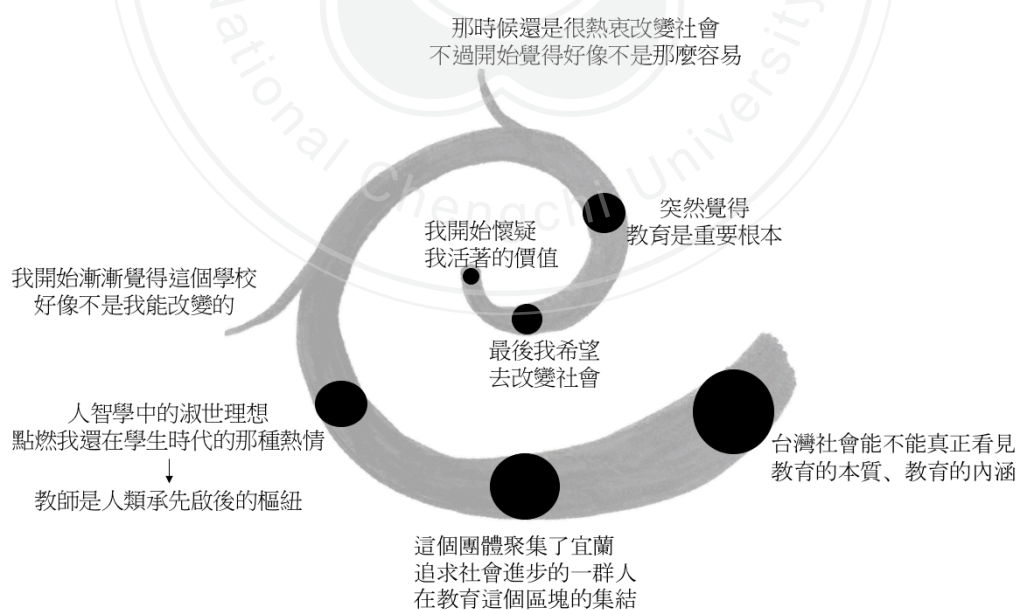 那時候還是很熱衷改變社會
不過開始覺得好像不是那麼容易
National Chengchi University
突然覺得
教育是重要根本
我開始懷疑
我活著的價值
我開始漸漸覺得這個學校
好像不是我能改變的
最後我希望
去改變社會
人智學中的淑世理想
點燃我還在學生時代的那種熱情
教師是人類承先啟後的樞紐
台灣社會能不能真正看見
教育的本質、教育的內涵
這個團體聚集了宜蘭
追求社會進步的一群人
在教育這個區塊的集結